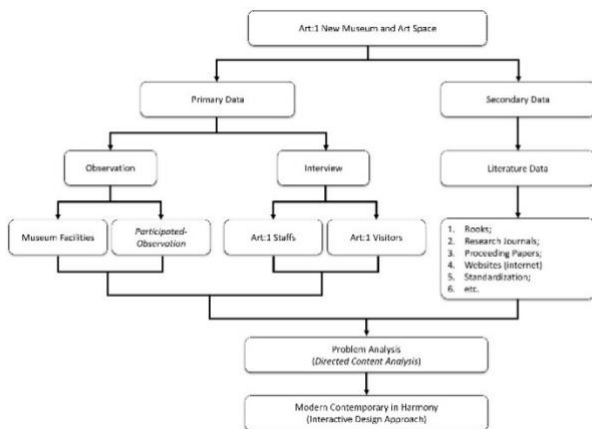 Art:1 New Museum and Art Space
Primary Data
Secondary Data
Observation
Interview
Literature Data
Museum Facilities
Participated-
Observation
Art:1 Staffs
Art:1 Visitors
1. Books;
2. Research Journals;
3. Proceeding Papers;
4. Websites (internet)
5. Standardization;
6. etc.
Problem Analysis
(Directed Content Analysis)
Modern Contemporary in Harmony
(Interactive Design Approach)